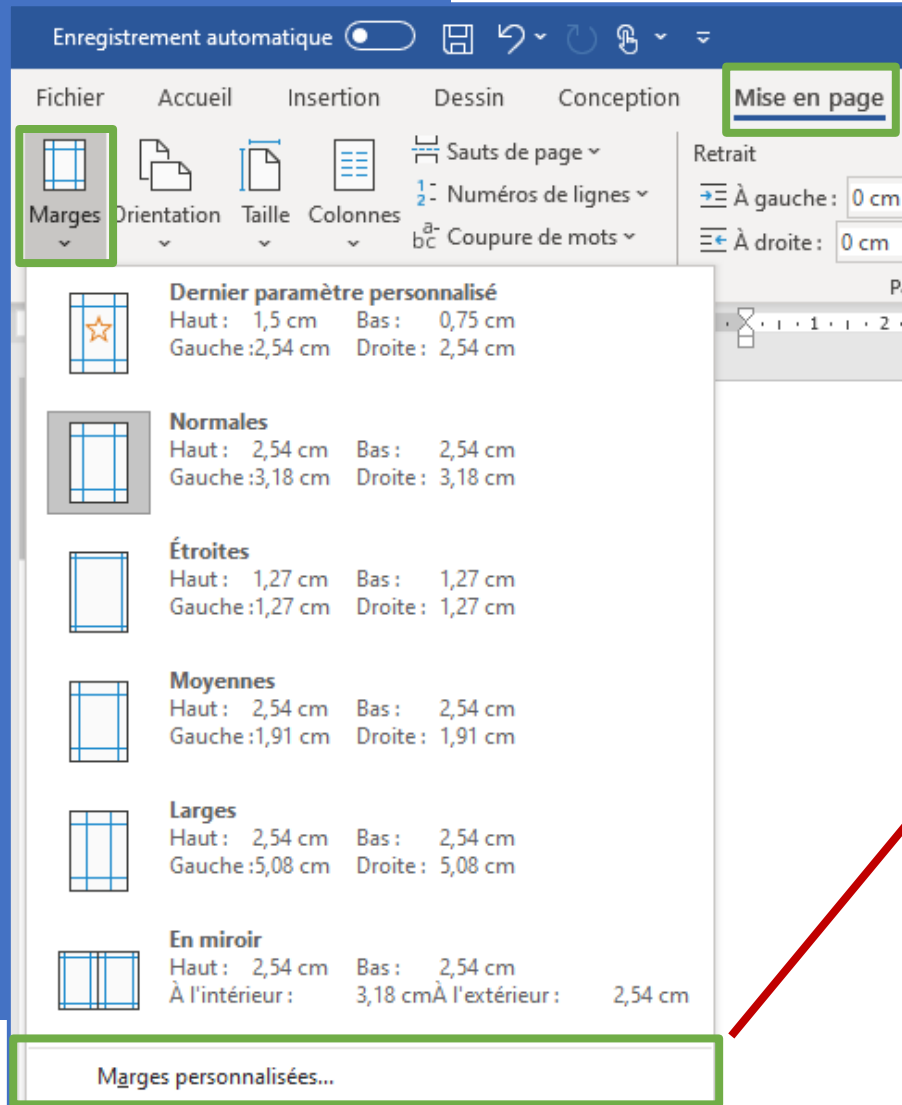 Enregistrement automatique
Fichier Accueil Insertion Dessin Conception Mise en page
Marges Orientation Taille Colonnes
Sauts de page
Numéros de lignes
Coupure de mots
Retrait
À gauche : 0 cm
À droite : 0 cm
1 2
Dernier paramètre personnalisé
Haut : 1,5 cm Bas : 0,75 cm
Gauche :2,54 cm Droite : 2,54 cm
Normales
Haut : 2,54 cm Bas : 2,54 cm
Gauche :3,18 cm Droite : 3,18 cm
Étroites
Haut : 1,27 cm Bas : 1,27 cm
Gauche :1,27 cm Droite : 1,27 cm
Moyennes
Haut : 2,54 cm Bas : 2,54 cm
Gauche :1,91 cm Droite : 1,91 cm
Larges
Haut : 2,54 cm Bas : 2,54 cm
Gauche :5,08 cm Droite : 5,08 cm
En miroir
Haut : 2,54 cm Bas : 2,54 cm
À l'intérieur : 3,18 cmÀ l'extérieur : 2,54 cm
Marges personnalisées...